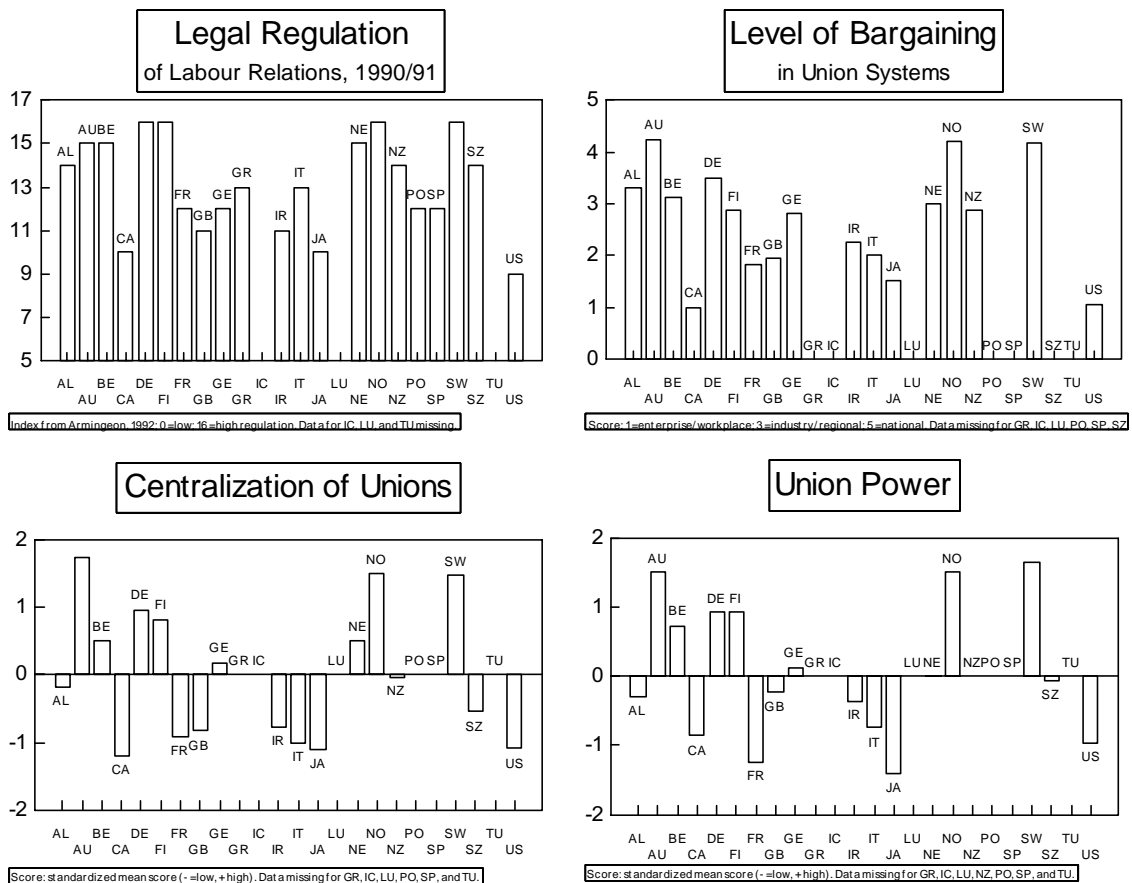 Legal Regulation
of Labour Relations, 1990/91
17
15
13
11
9
7
5
AL
AU
BE
CA
FR
GB
GE
GR
IR
IT
JA
NE
NZ
PO
SP
SZ
US
AL BE DE FR GE IC IT LU NO PO SW TU
AU CA FI GB GR IR JA NE NZ SP SZ US
Index from Armingeon, 1992: 0=low: 16=high regulation. Data for IC, LU, and TU missing.
Level of Bargaining
in Union Systems
5
4
3
2
1
0
AL
AU
BE
CA
DE
FI
FR
GB
GE
GR
IC
IR
IT
JA
LU
NE
NO
NZ
PO
SP
SW
SZ
TU
US
AL BE DE FR GE IC IT LU NO PO SW TU
AU CA FI GB GR IR JA NE NZ SP SZ US
Score: 1=enterprise/workplace: 3=industry/regional: 5=national. Data missing for GR, IC, LU, PO, SP, SZ
Centralization of Unions
2
1
0
-1
-2
AL
BE
CA
DE
FI
FR
GB
GE
GR
IC
IR
IT
JA
LU
NE
NO
NZ
PO
SP
SW
SZ
TU
US
AL BE DE FR GE IC IT LU NO PO SW TU
AU CA FI GB GR IR JA NE NZ SP SZ US
Score: standardized mean score (-=low, +high). Data missing for GR, IC, LU, PO, SP, and TU.
Union Power
2
1
0
-1
-2
AL
AU
BE
CA
DE
FI
FR
GB
GE
GR
IC
IR
IT
JA
LU
NE
NO
NZ
PO
SP
SW
SZ
TU
US
AL BE DE FR GE IC IT LU NO PO SW TU
AU CA FI GB GR IR JA NE NZ SP SZ US
Score: standardized mean score (-=low, +high). Data missing for GR, IC, LU, NZ, PO, SP, and TU.